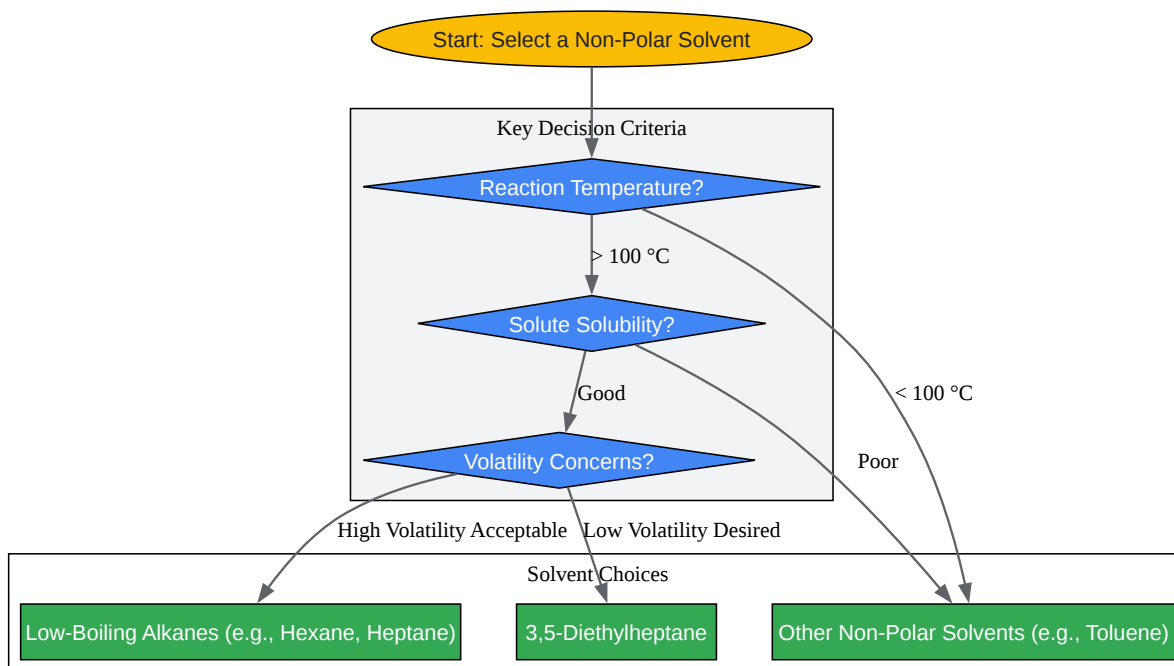 Start: Select a Non-Polar Solvent
Key Decision Criteria
Reaction Temperature?
> 100 °C
Solute Solubility?
Good
< 100 °C
Volatility Concerns?
Poor
High Volatility Acceptable
Low Volatility Desired
Solvent Choices
Low-Boiling Alkanes (e.g., Hexane, Heptane)
3,5-Diethylheptane
Other Non-Polar Solvents (e.g., Toluene)